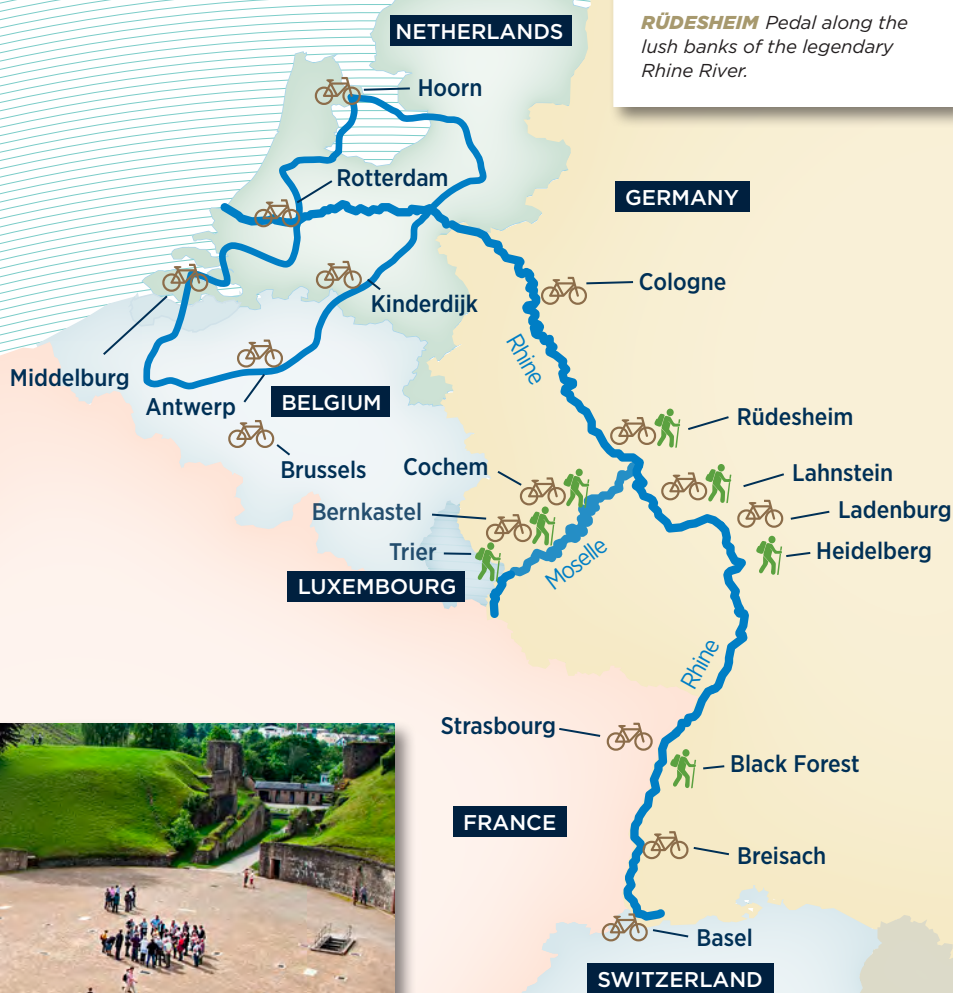 RÜDESHEIM Pedal along the
lush banks of the legendary
Rhine River.
NETHERLANDS
Hoorn
Rotterdam
GERMANY
Cologne
Kinderdijk
Rhine
Middelburg
Antwerp
BELGIUM
Brussels
Rüdesheim
Cochem
Lahnstein
Bernkastel
Ladenburg
Trier
Heidelberg
Moselle
LUXEMBOURG
Rhine
Strasbourg
Black Forest
FRANCE
Breisach
Basel
SWITZERLAND